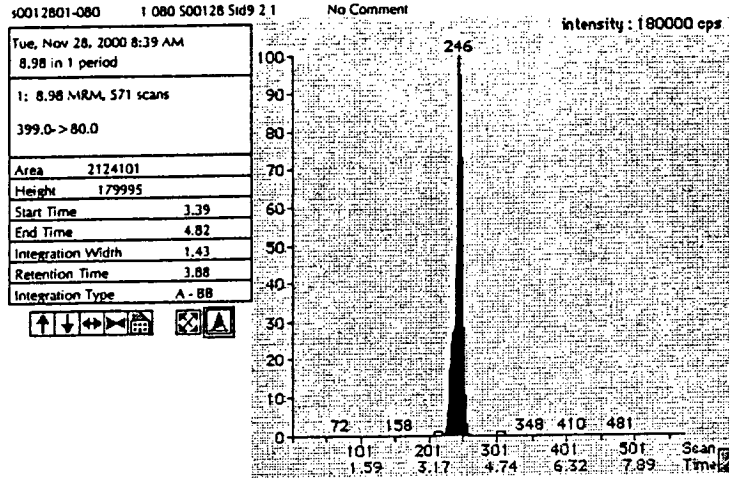 s0012801-080 1 080 S00128 Std9 2 1 No Comment
intensity: 180000 cps
Tue, Nov 28, 2000 8:39 AM
8.98 in 1 period
1: 8.98 MRM, 571 scans
399.0->80.0
Area 2124101
Height 179995
Start Time 3.39
End Time 4.82
Integration Width 1.43
Retention Time 3.88
Integration Type A - BB
246
100
90
80
70
60
50
40
30
20
10
0
72 158 348 410 481
101 201 301 401 501 Scan
1.59 3.17 4.74 6.32 7.89 Time